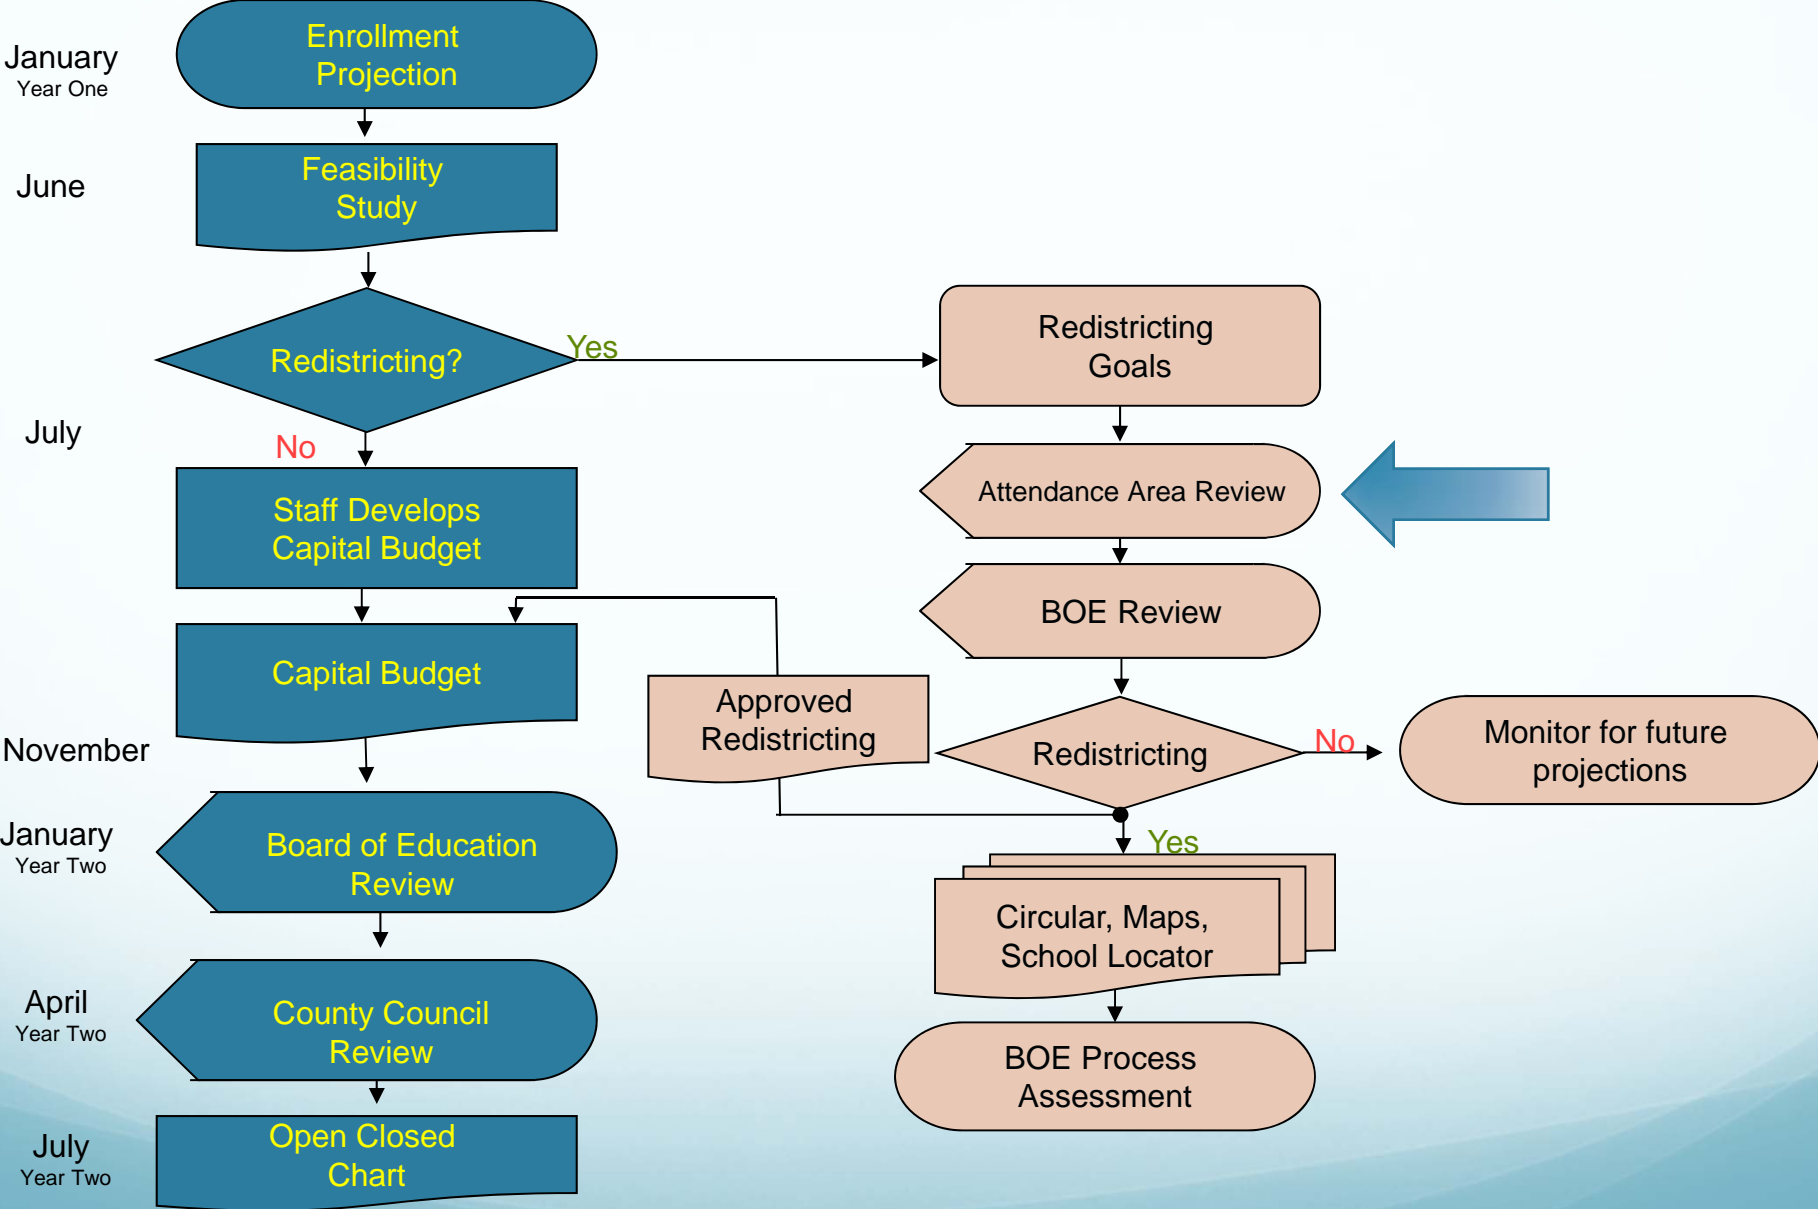 January
Year One
Enrollment
Projection
June
Feasibility
Study
Redistricting?
Yes
Redistricting
Goals
July
No
Attendance Area Review
Staff Develops
Capital Budget
BOE Review
Capital Budget
Approved
Redistricting
Redistricting
No
Monitor for future
projections
November
January
Year Two
Board of Education
Review
Yes
Circular, Maps,
School Locator
April
Year Two
County Council
Review
BOE Process
Assessment
July
Year Two
Open Closed
Chart